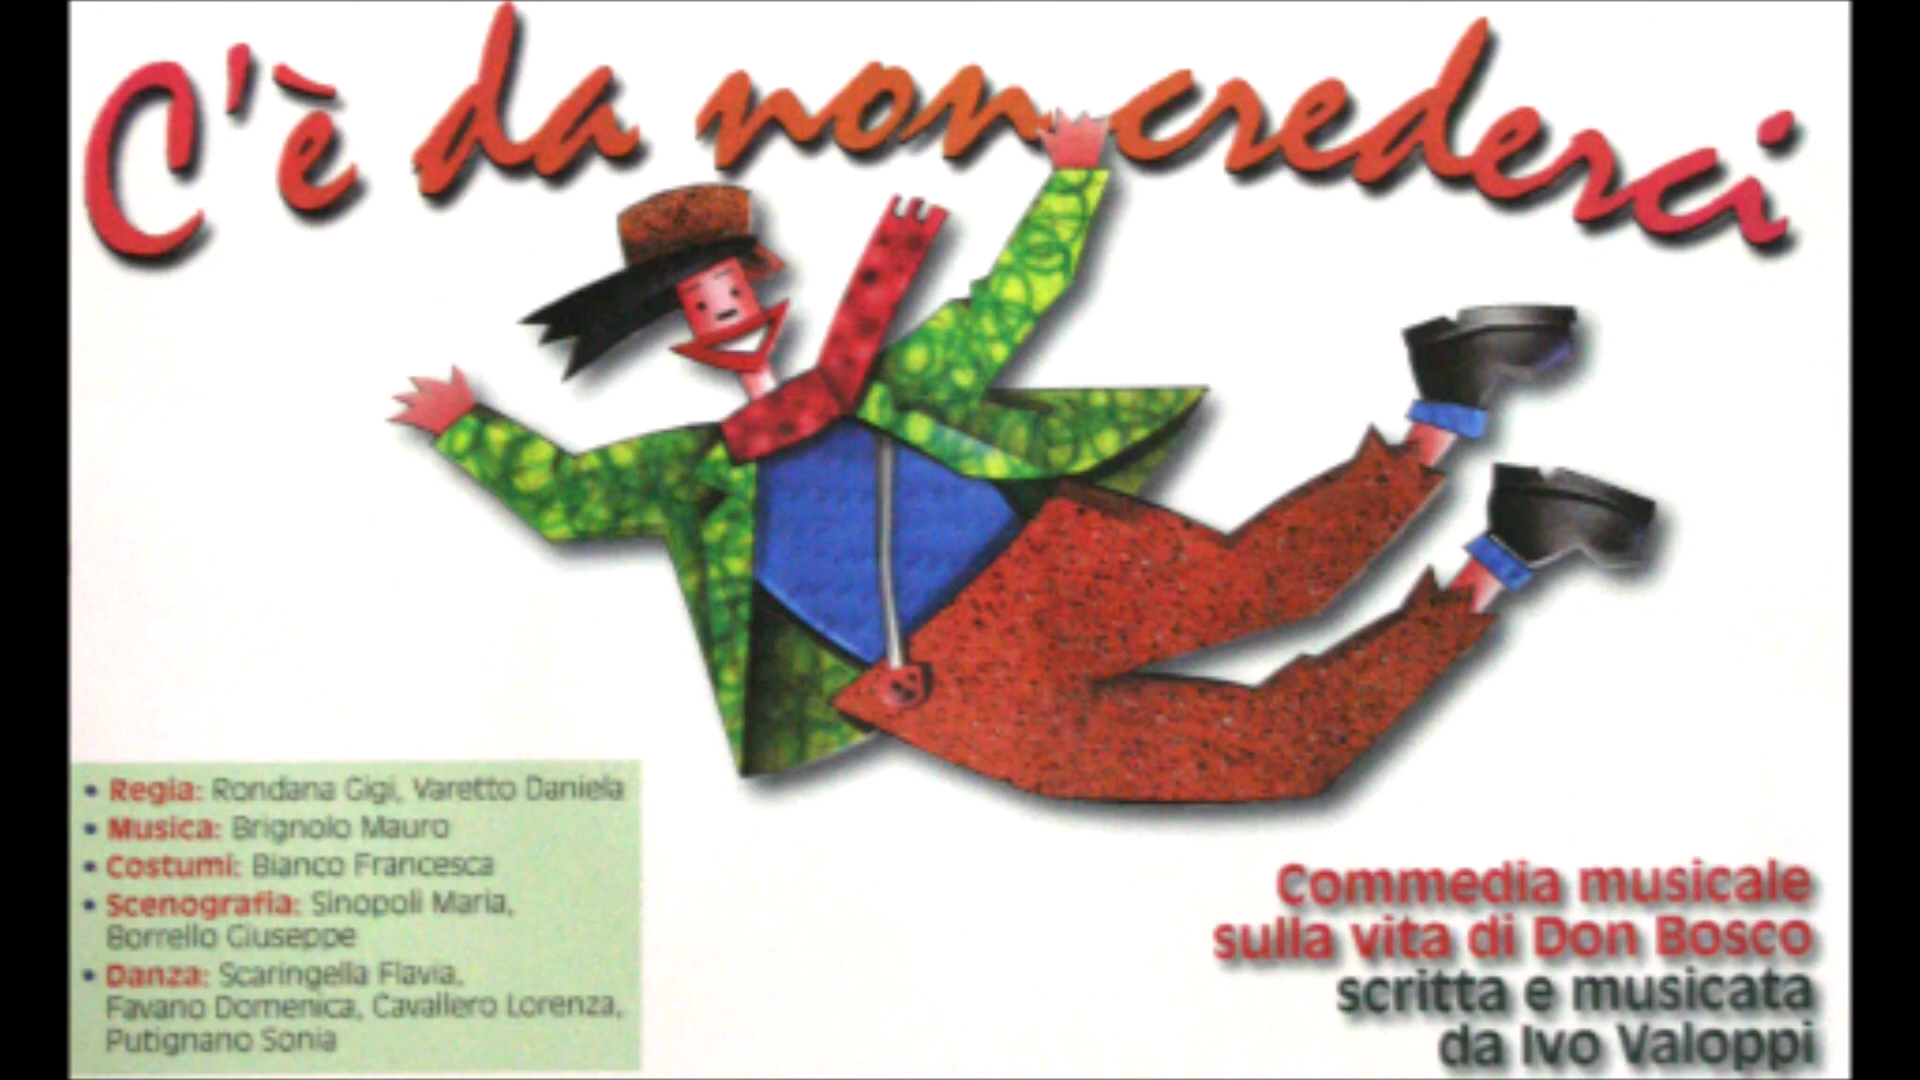 C'è da non crederci
• Regia: Rondana Gigi, Varetto Daniela
• Musica: Brignolo Mauro
• Costumi: Bianco Francesca
• Scenografia: Sinopoli Maria,
Borrello Giuseppe
• Danza: Scaringella Flavia,
Favano Domenica, Cavallero Lorenza,
Putignano Sonia
Commedia musicale
sulla vita di Don Bosco
scritta e musicata
da Ivo Valoppi